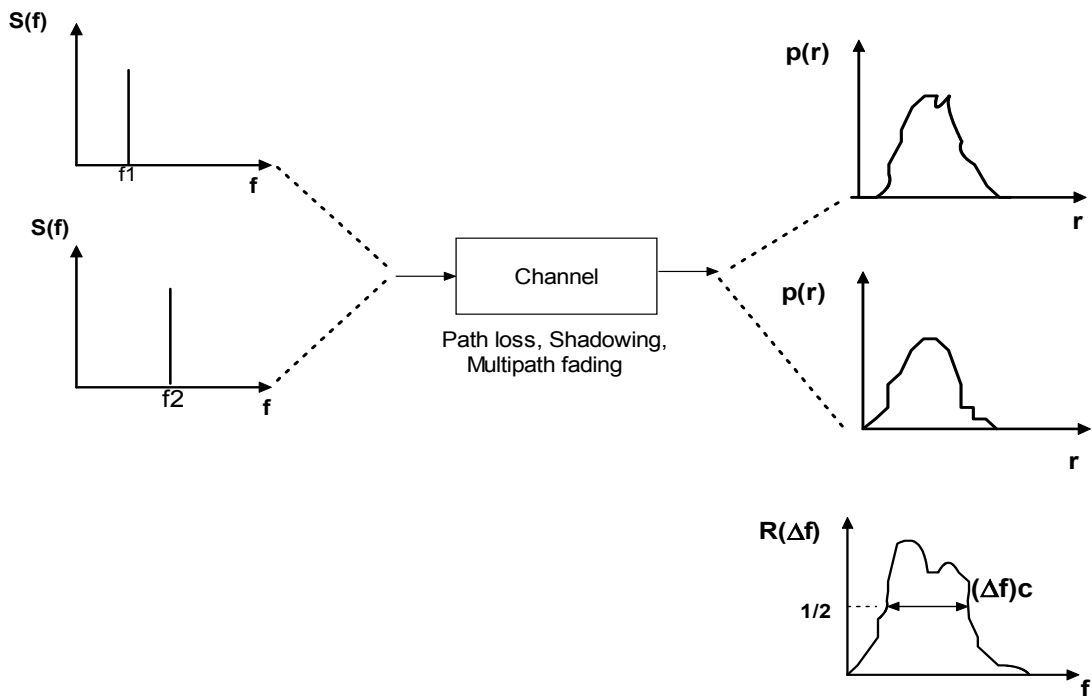 S(f)
f1
f
S(f)
f2
f
Channel
Path loss, Shadowing,
Multipath fading
p(r)
r
p(r)
r
R(Δf)
(Δf)c
1/2
f